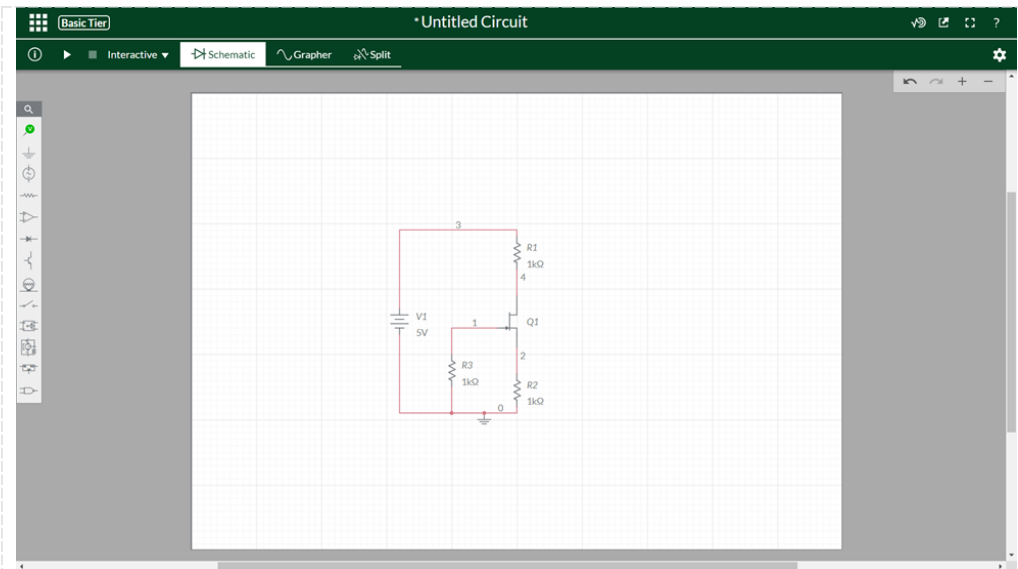 Basic Tier
*Untitled Circuit
Interactive
Schematic
Grapher
Split
3
R1
1kΩ
4
V1
5V
1
Q1
2
R3
1kΩ
R2
1kΩ
0